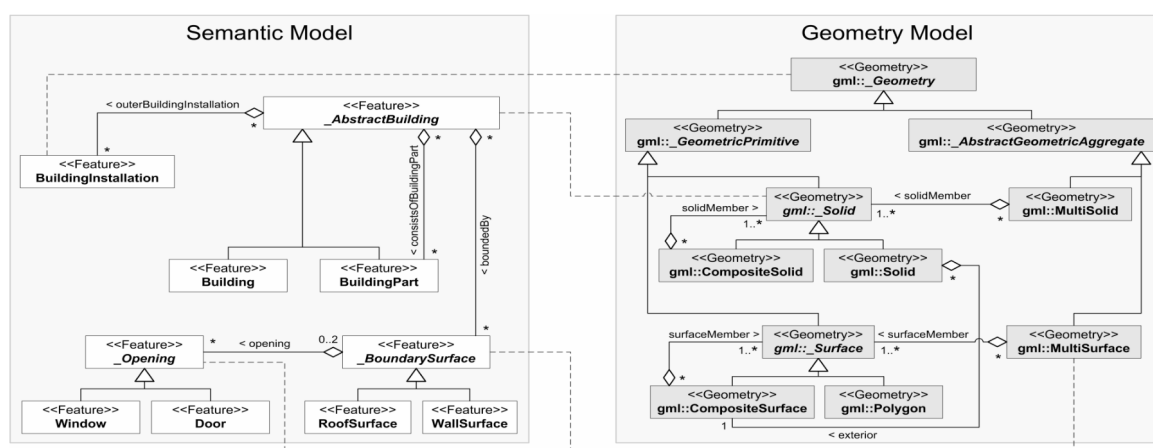 Semantic Model
< outerBuildingInstallation
*
*
<<Feature>>
_AbstractBuilding
*
*
<<Feature>>
BuildingInstallation
< consistsOfBuildingPart
*
< boundedBy
*
<<Feature>>
Building
<<Feature>>
BuildingPart
<<Feature>>
_Opening
*
< opening
0..2
<<Feature>>
_BoundarySurface
<<Feature>>
Window
<<Feature>>
Door
<<Feature>>
RoofSurface
<<Feature>>
WallSurface
Geometry Model
<<Geometry>>
gml::_Geometry
<<Geometry>>
gml::_GeometricPrimitive
<<Geometry>>
gml::_AbstractGeometricAggregate
solidMember >
1..*
*
<<Geometry>>
gml::_Solid
< solidMember
1..*
*
<<Geometry>>
gml::MultiSolid
<<Geometry>>
gml::CompositeSolid
<<Geometry>>
gml::Solid
*
surfaceMember >
1..*
*
<<Geometry>>
gml::_Surface
< surfaceMember
1..*
*
<<Geometry>>
gml::MultiSurface
<<Geometry>>
gml::CompositeSurface
<<Geometry>>
gml::Polygon
1
< exterior